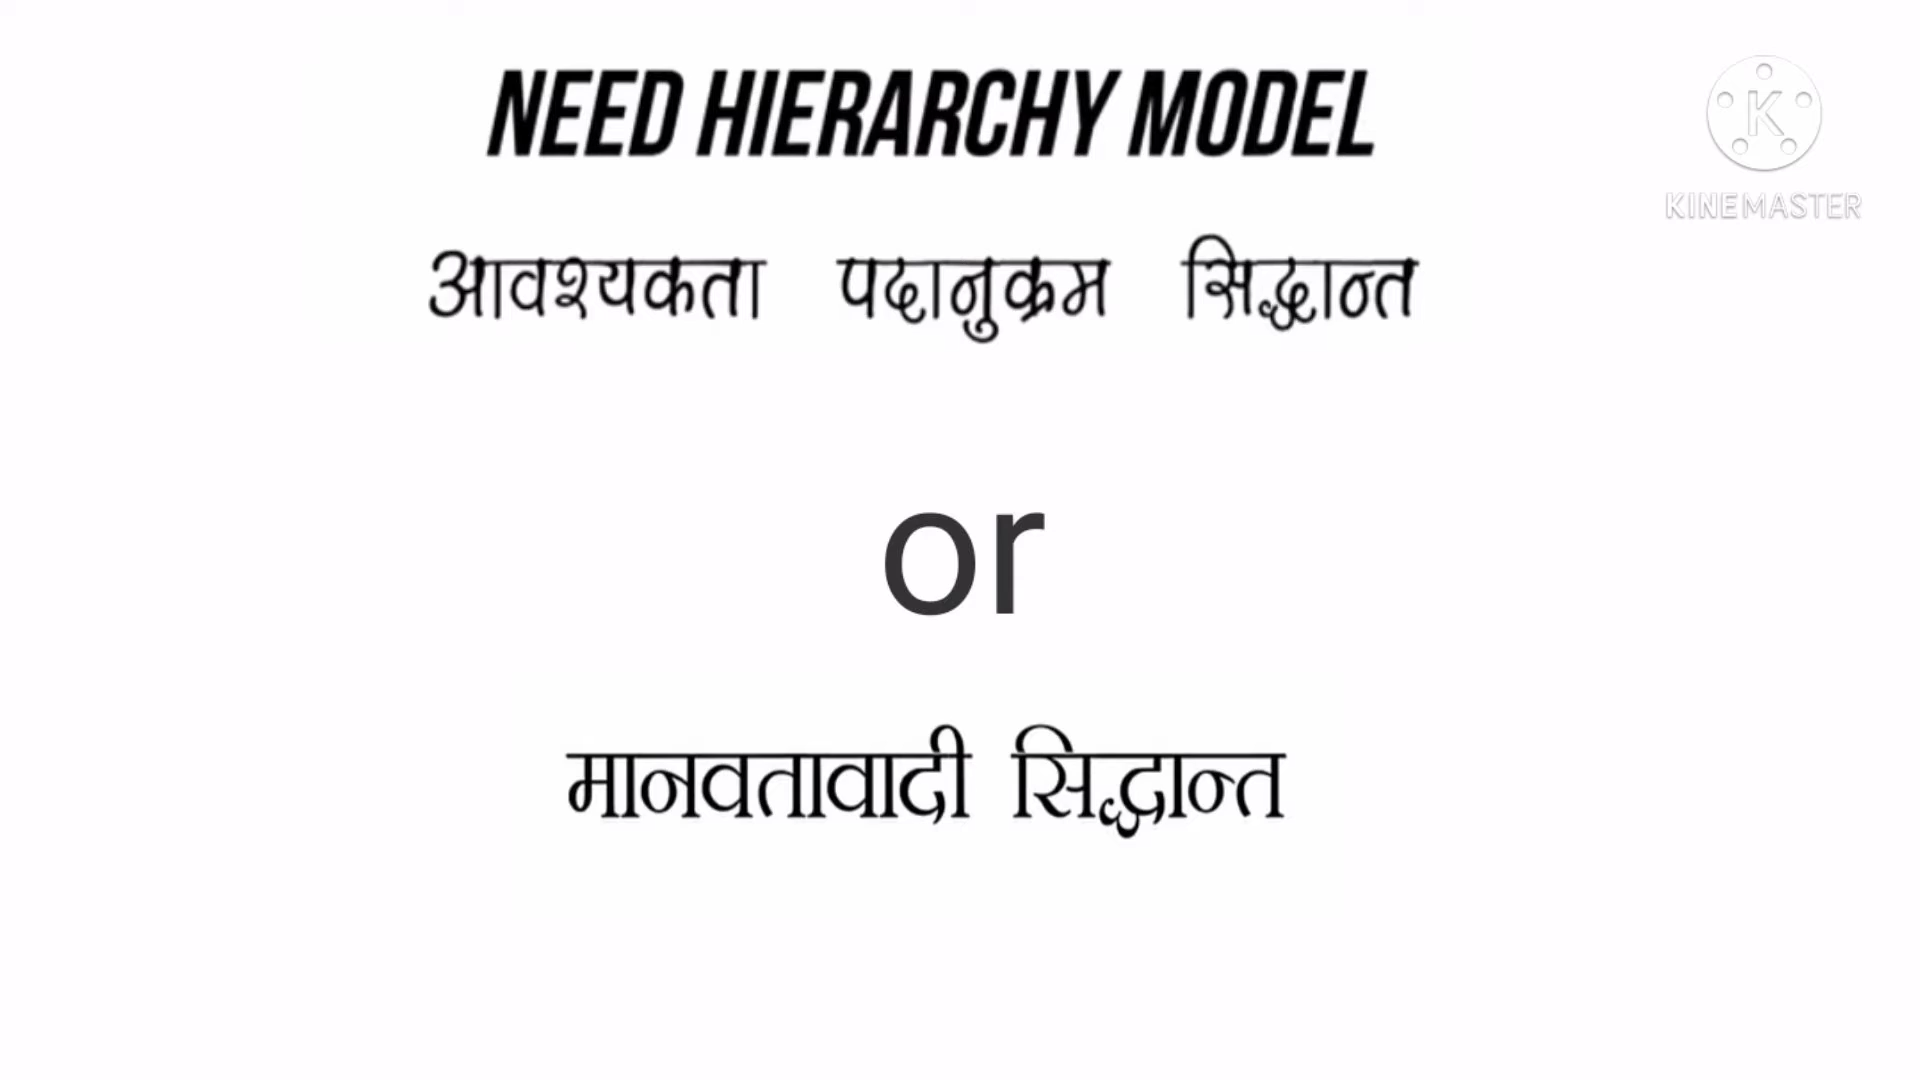 NEED HIERARCHY MODEL
K
KINEMASTER
आवश्यकता पदानुक्रम सिद्धान्त
or
मानवतावादी सिद्धान्त